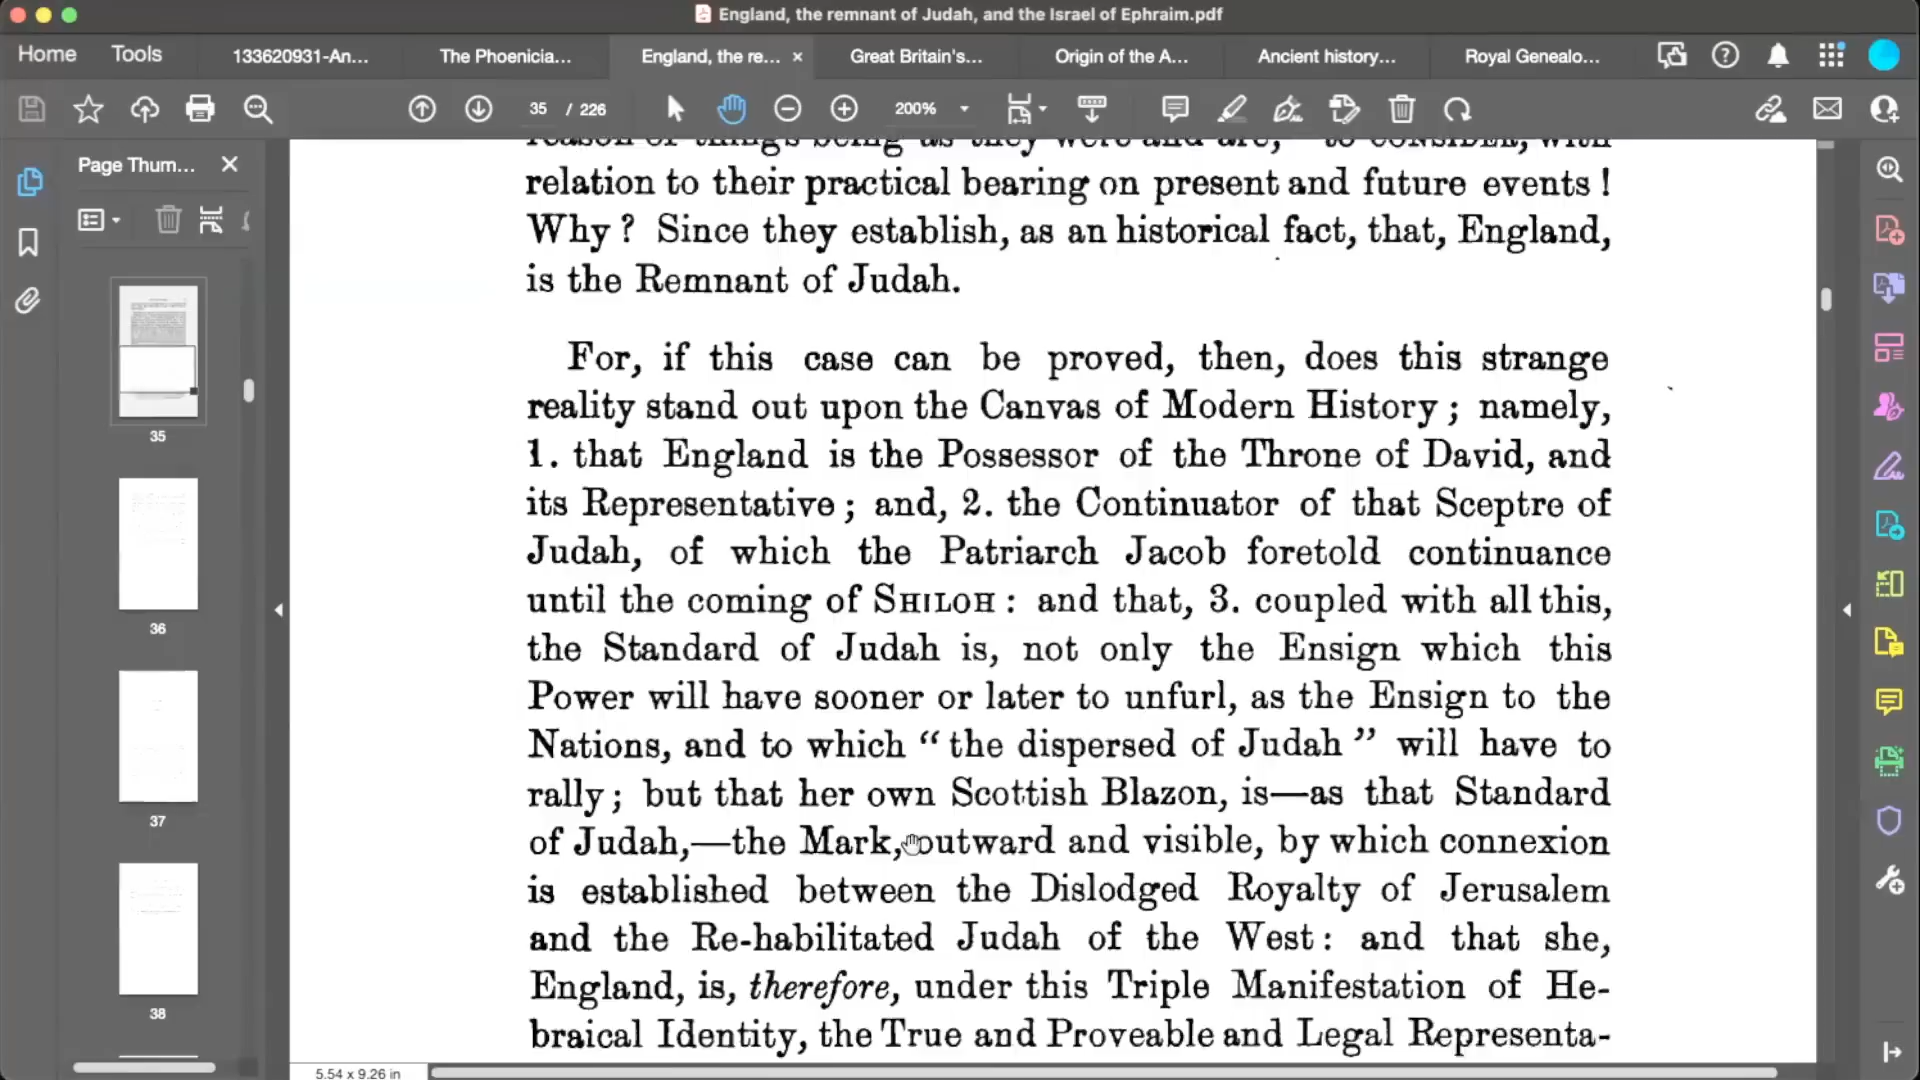 England, the remnant of Judah, and the Israel of Ephraim.pdf
Home Tools 133620931-An... The Phoenicia... England, the re... × Great Britain's... Origin of the A... Ancient history... Royal Genealo...
35 / 226 200%
Page Thum...
35
36
37
38
relation to their practical bearing on present and future events !
Why ? Since they establish, as an historical fact, that, England,
is the Remnant of Judah.
For, if this case can be proved, then, does this strange
reality stand out upon the Canvas of Modern History ; namely,
1. that England is the Possessor of the Throne of David, and
its Representative ; and, 2. the Continuator of that Sceptre of
Judah, of which the Patriarch Jacob foretold continuance
until the coming of SHILOH : and that, 3. coupled with all this,
the Standard of Judah is, not only the Ensign which this
Power will have sooner or later to unfurl, as the Ensign to the
Nations, and to which “ the dispersed of Judah ” will have to
rally ; but that her own Scottish Blazon, is—as that Standard
of Judah,—the Mark, outward and visible, by which connexion
is established between the Dislodged Royalty of Jerusalem
and the Re-habilitated Judah of the West : and that she,
England, is, therefore, under this Triple Manifestation of He-
braical Identity, the True and Proveable and Legal Representa-
5.54 x 9.26 in